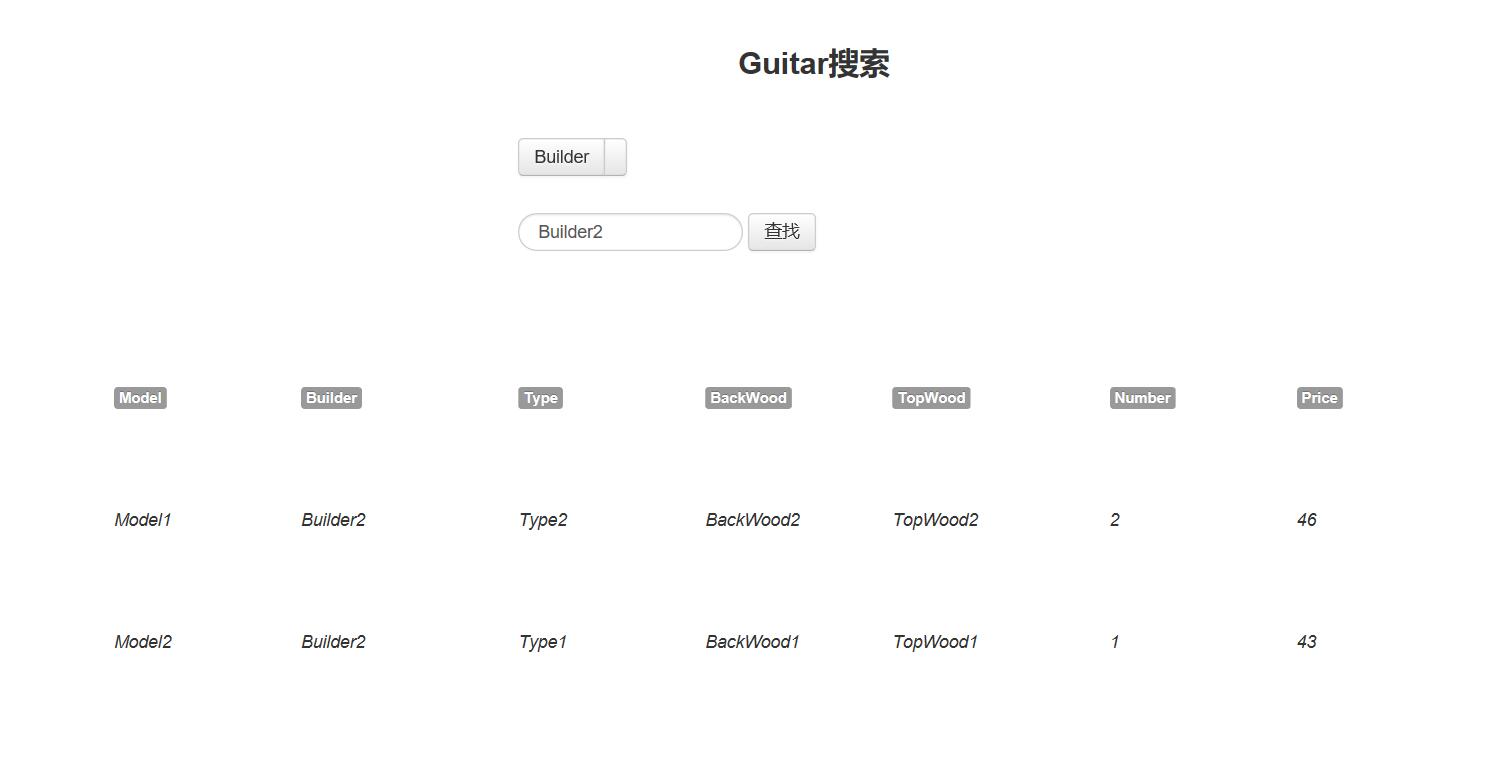 Guitar搜索
Builder
Builder2 查找
Model Builder Type BackWood TopWood Number Price
Model1 Builder2 Type2 BackWood2 TopWood2 2 46
Model2 Builder2 Type1 BackWood1 TopWood1 1 43